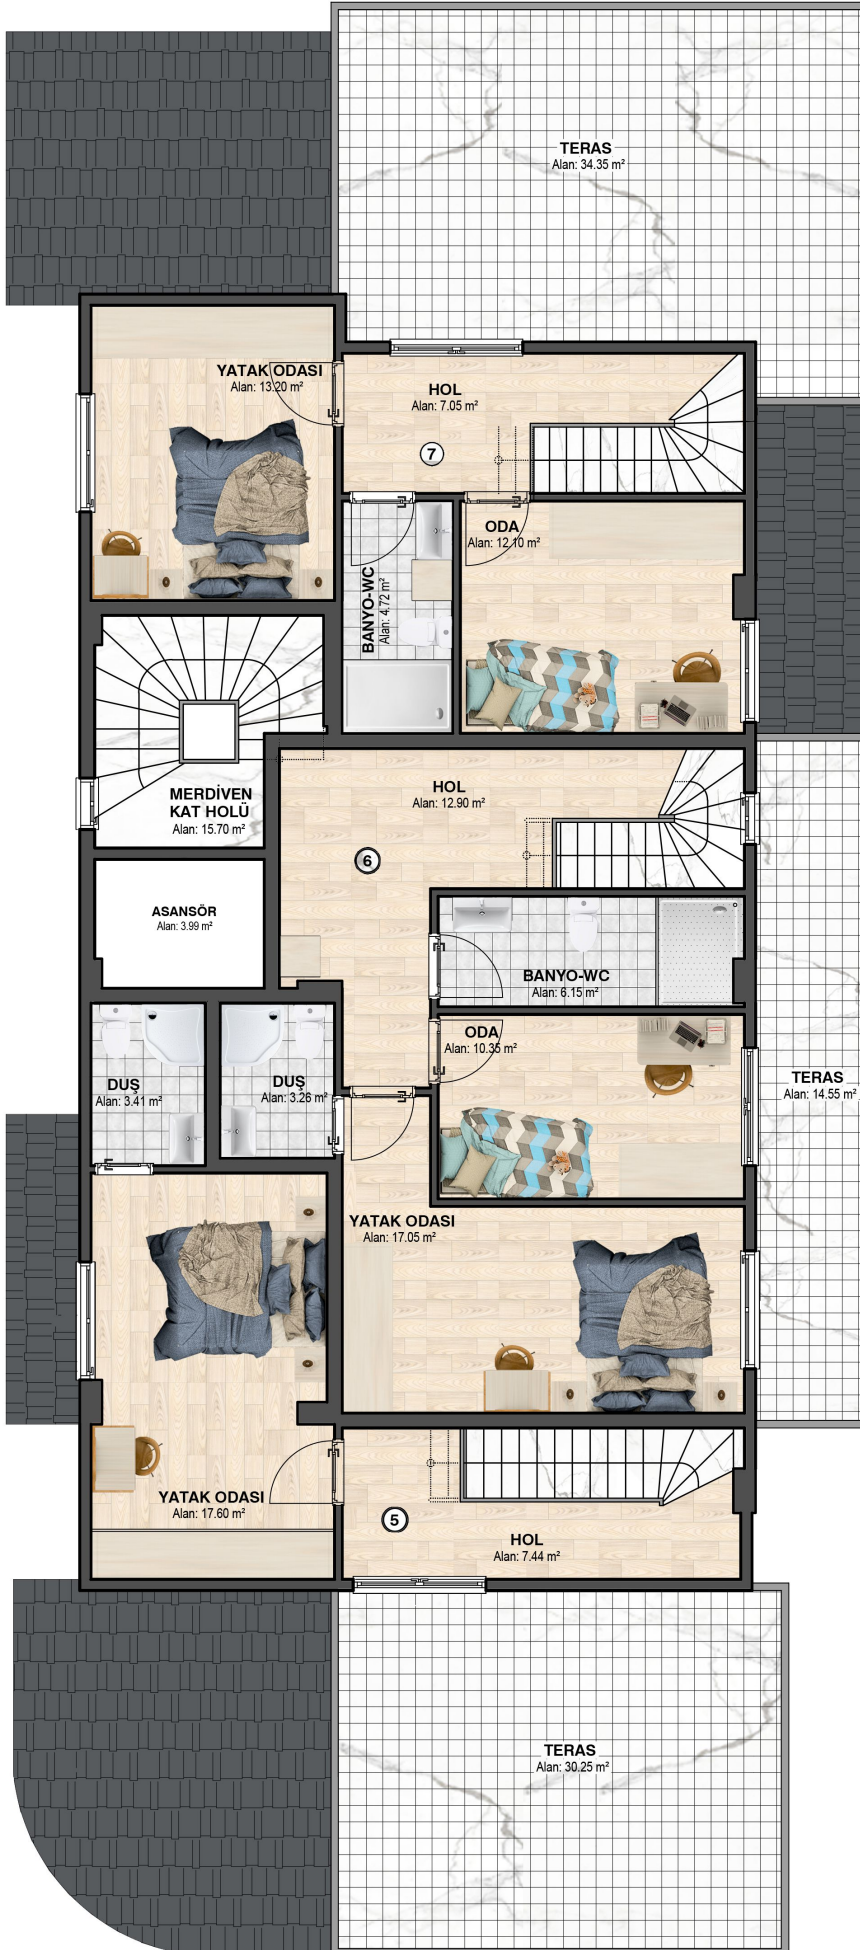 TERAS
Alan: 34.35 m²
YATAK ODASI
Alan: 13.20 m²
HOL
Alan: 7.05 m²
7
ODA
Alan: 12.10 m²
BANYO-WC
Alan: 4.72 m²
MERDİVEN
KAT HOLÜ
Alan: 15.70 m²
HOL
Alan: 12.90 m²
6
ASANSÖR
Alan: 3.99 m²
BANYO-WC
Alan: 6.15 m²
ODA
Alan: 10.35 m²
DUŞ
Alan: 3.41 m²
DUŞ
Alan: 3.26 m²
TERAS
Alan: 14.55 m²
YATAK ODASI
Alan: 17.05 m²
YATAK ODASI
Alan: 17.60 m²
5
HOL
Alan: 7.44 m²
TERAS
Alan: 30.25 m²